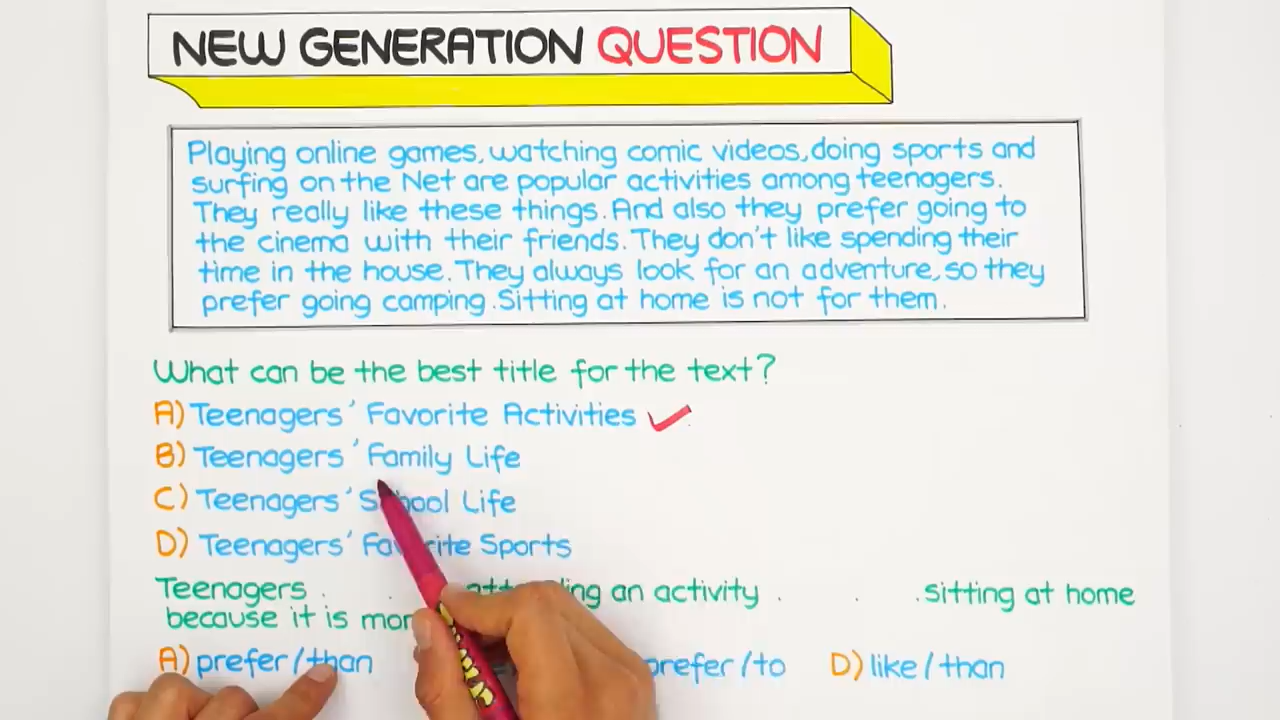 NEW GENERATION QUESTION
Playing online games, watching comic videos, doing sports and
surfing on the Net are popular activities among teenagers.
They really like these things. And also they prefer going to
the cinema with their friends. They don't like spending their
time in the house. They always look for an adventure, so they
prefer going camping. Sitting at home is not for them.
What can be the best title for the text?
A) Teenagers' Favorite Activities ✓
B) Teenagers' Family Life
C) Teenagers' School Life
D) Teenagers' Favorite Sports
Teenagers . . an activity . . . sitting at home
because it is
A) prefer / than prefer / to D) like / than